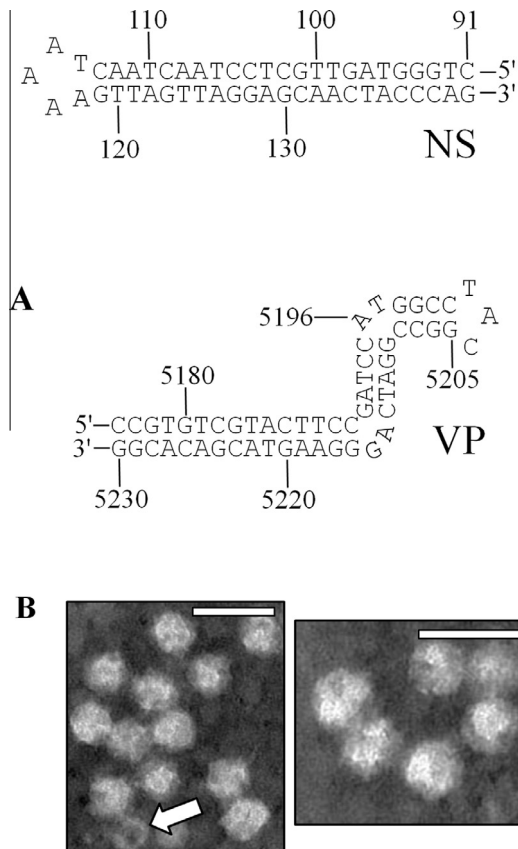 110 100 91
A
A T CAATCAATCCTCGTTGATGGGTC–5'
A
A A GTTAGTTAGGAGCAACTACCCAG–3'
120 130
NS
A
5196 A T GGCC T A
CCGG C
5205
GATCC
CTAGG
5180
5'- CCGTGTCGTACTTCC
3'- GGCACAGCATGAAGG G A
5230 5220
VP
B